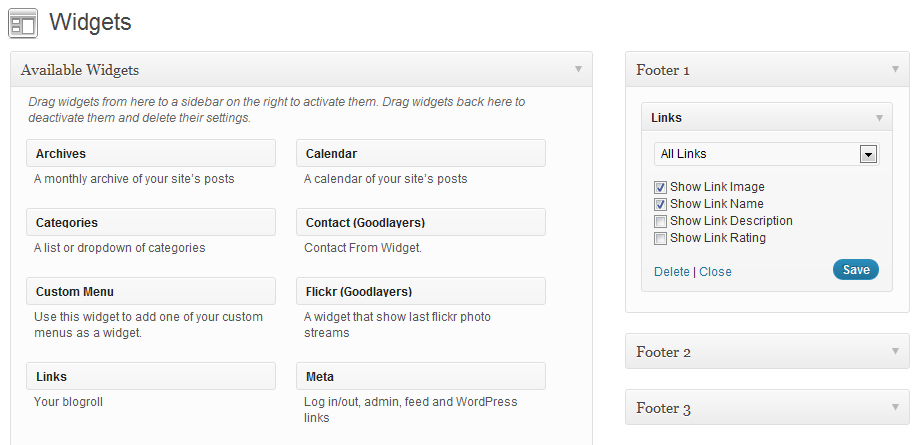 Widgets
Available Widgets
Drag widgets from here to a sidebar on the right to activate them. Drag widgets back here to
deactivate them and delete their settings.
Archives
A monthly archive of your site's posts
Calendar
A calendar of your site's posts
Categories
A list or dropdown of categories
Contact (Goodlayers)
Contact From Widget.
Custom Menu
Use this widget to add one of your custom
menus as a widget.
Flickr (Goodlayers)
A widget that show last flickr photo
streams
Links
Your blogroll
Meta
Log in/out, admin, feed and WordPress
links
Footer 1
Links
All Links
Show Link Image
Show Link Name
Show Link Description
Show Link Rating
Delete | Close
Save
Footer 2
Footer 3